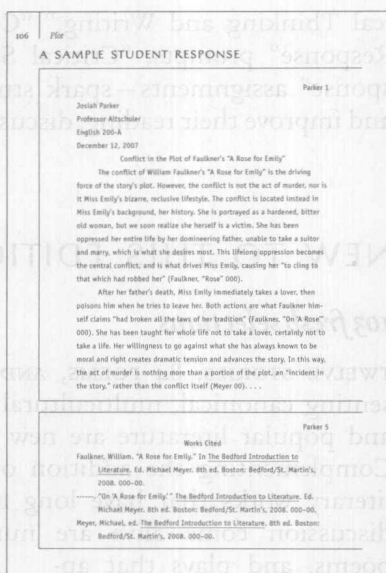 106 | Plot
A SAMPLE STUDENT RESPONSE
Parker 1
Josiah Parker
Professor Altschuler
English 200-A
December 12, 2007
Conflict in the Plot of Faulkner's "A Rose for Emily"
The conflict of William Faulkner's "A Rose for Emily" is the driving
force of the story's plot. However, the conflict is not the act of murder, nor is
it Miss Emily's bizarre, reclusive lifestyle. The conflict is located instead in
Miss Emily's background, her history. She is portrayed as a hardened, bitter
old woman, but we soon realize she herself is a victim. She has been
oppressed her entire life by her domineering father, unable to take a suitor
and marry, which is what she desires most. This lifelong oppression becomes
the central conflict, and is what drives Miss Emily, causing her "to cling to
that which had robbed her" (Faulkner, "Rose" 000).
After her father's death, Miss Emily immediately takes a lover, then
poisons him when he tries to leave her. Both actions are what Faulkner him-
self claims "had broken all the laws of her tradition" (Faulkner, "On 'A Rose'"
000). She has been taught her whole life not to take a lover, certainly not to
take a life. Her willingness to go against what she has always known to be
moral and right creates dramatic tension and advances the story. In this way,
the act of murder is nothing more than a portion of the plot, an "incident in
the story," rather than the conflict itself (Meyer 00). . . .
Parker 5
Works Cited
Faulkner, William. "A Rose for Emily." In The Bedford Introduction to
Literature. Ed. Michael Meyer. 8th ed. Boston: Bedford/St. Martin's,
2008. 000-00.
------. "On 'A Rose for Emily.'" The Bedford Introduction to Literature. Ed.
Michael Meyer. 8th ed. Boston: Bedford/St. Martin's, 2008. 000-00.
Meyer, Michael, ed. The Bedford Introduction to Literature. 8th ed. Boston:
Bedford/St. Martin's, 2008. 000-00.